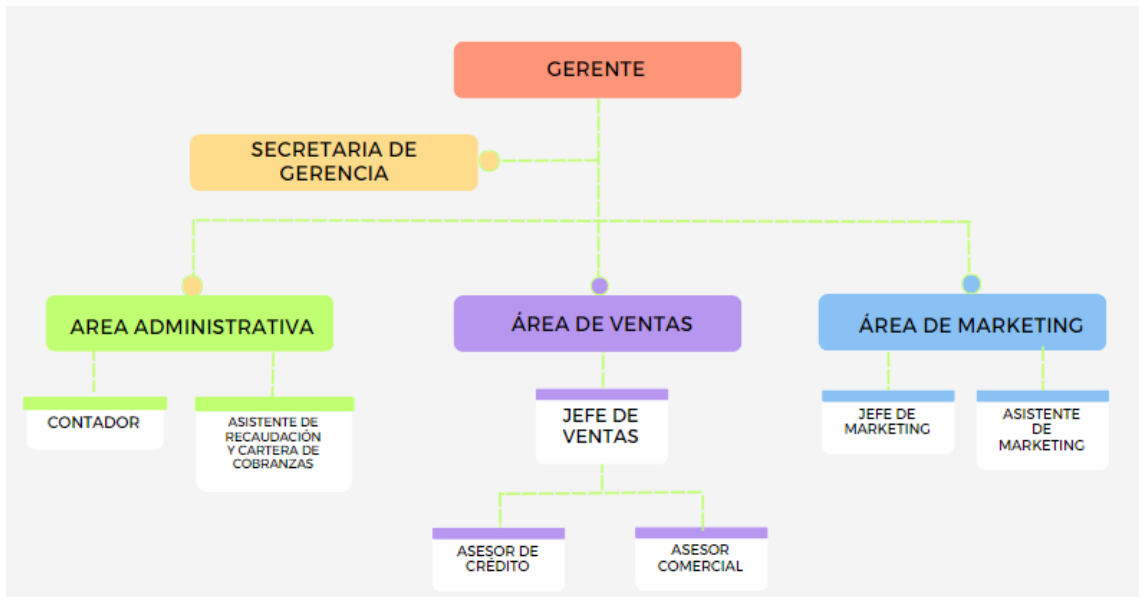 GERENTE
SECRETARIA DE
GERENCIA
AREA ADMINISTRATIVA
ÁREA DE VENTAS
ÁREA DE MARKETING
CONTADOR
ASISTENTE DE
RECAUDACIÓN
Y CARTERA DE
COBRANZAS
JEFE DE
VENTAS
JEFE DE
MARKETING
ASISTENTE
DE
MARKETING
ASESOR DE
CRÉDITO
ASESOR
COMERCIAL